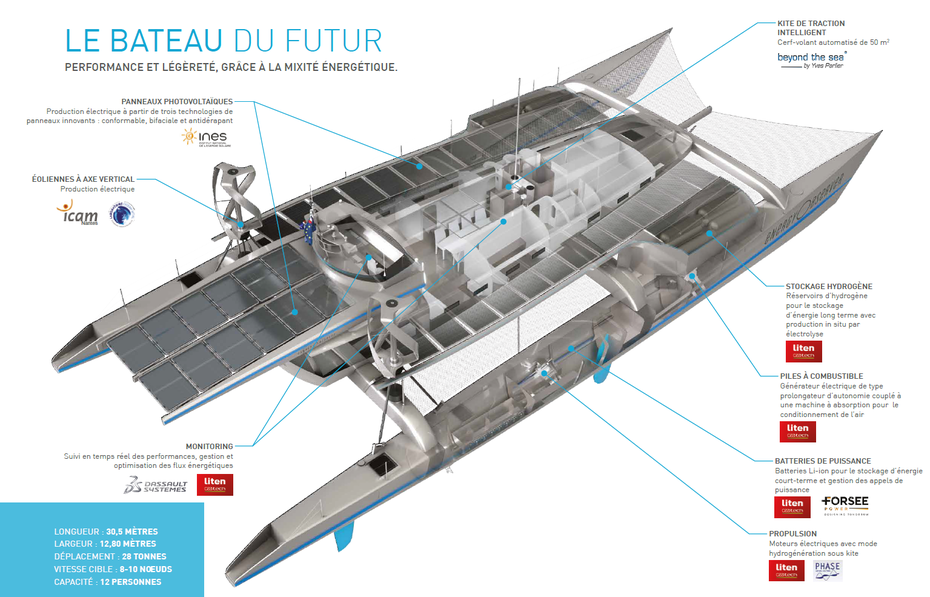 LE BATEAU DU FUTUR
PERFORMANCE ET LÉGÈRETÉ, GRÂCE À LA MIXITÉ ÉNERGÉTIQUE.
KITE DE TRACTION
INTELLIGENT
Cerf-volant automatisé de 50 m²
beyond the sea®
by Yves Parlier
PANNEAUX PHOTOVOLTAÏQUES
Production électrique à partir de trois technologies de
panneaux innovants : conformable, bifaciale et antidérapant
ines
ÉOLIENNES À AXE VERTICAL
Production électrique
icam
Nantes
ENERGY OBSERVER
STOCKAGE HYDROGÈNE
Réservoirs d'hydrogène
pour le stockage
d'énergie long terme avec
production in situ par
électrolyse
liten
PILES À COMBUSTIBLE
Générateur électrique de type
prolongateur d'autonomie couplé à
une machine à absorption pour le
conditionnement de l'air
liten
MONITORING
Suivi en temps réel des performances, gestion et
optimisation des flux énergétiques
DASSAULT
SYSTEMES
liten
BATTERIES DE PUISSANCE
Batteries Li-ion pour le stockage d'énergie
court-terme et gestion des appels de
puissance
liten
FORSEE
POWER
PROPULSION
Moteurs électriques avec mode
hydrogénération sous kite
liten
PHASE
LONGUEUR : 30,5 MÈTRES
LARGEUR : 12,80 MÈTRES
DÉPLACEMENT : 28 TONNES
VITESSE CIBLE : 8-10 NŒUDS
CAPACITÉ : 12 PERSONNES